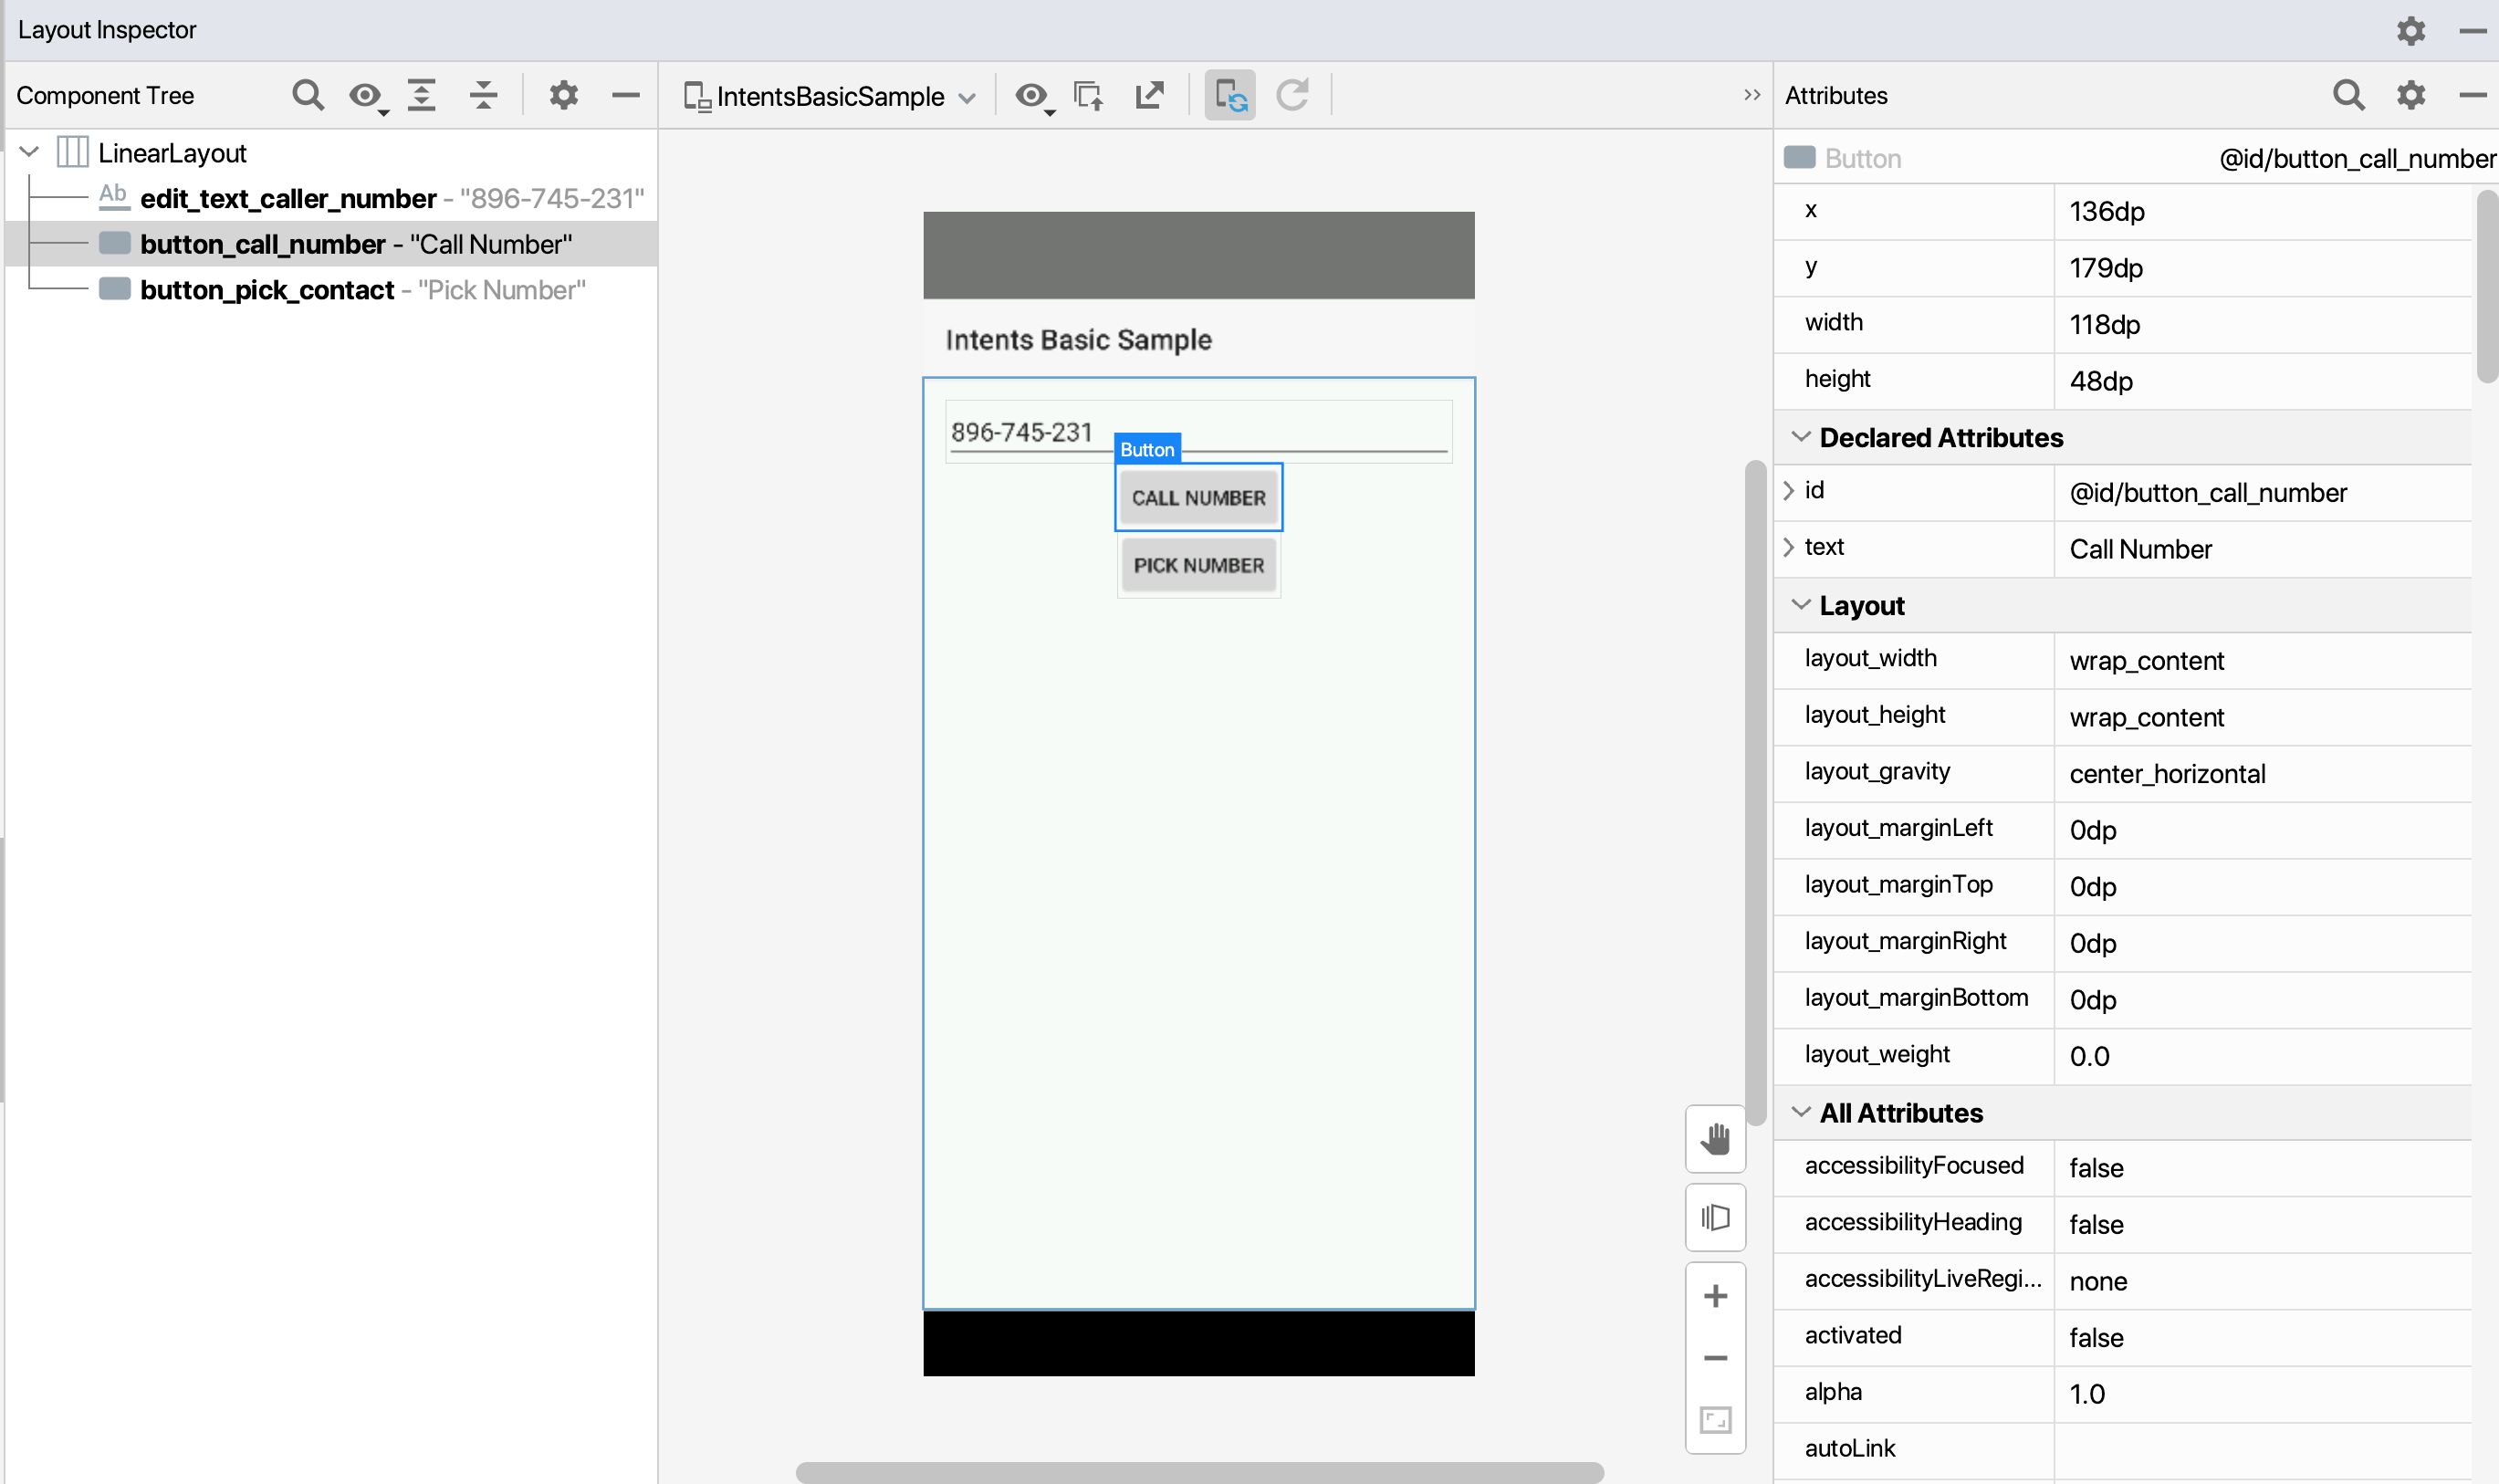 Layout Inspector
Component Tree
LinearLayout
Ab edit_text_caller_number - "896-745-231"
button_call_number - "Call Number"
button_pick_contact - "Pick Number"
IntentsBasicSample
Intents Basic Sample
896-745-231
Button
CALL NUMBER
PICK NUMBER
Attributes
Button @id/button_call_number
x 136dp
y 179dp
width 118dp
height 48dp
Declared Attributes
id @id/button_call_number
text Call Number
Layout
layout_width wrap_content
layout_height wrap_content
layout_gravity center_horizontal
layout_marginLeft 0dp
layout_marginTop 0dp
layout_marginRight 0dp
layout_marginBottom 0dp
layout_weight 0.0
All Attributes
accessibilityFocused false
accessibilityHeading false
accessibilityLiveRegi... none
activated false
alpha 1.0
autoLink